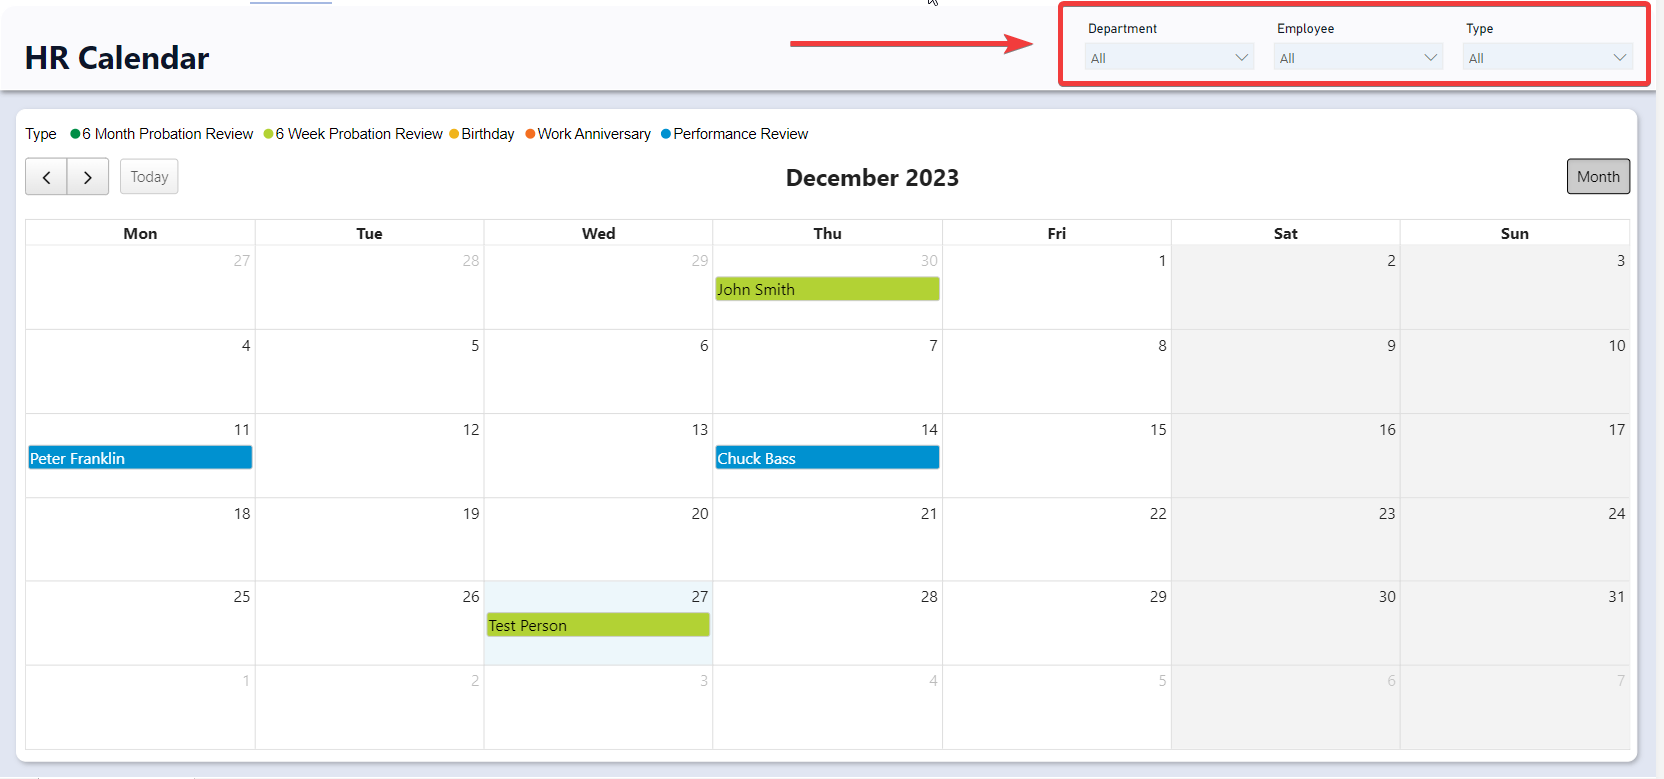 HR Calendar
Department Employee Type
All All All
Type 6 Month Probation Review 6 Week Probation Review Birthday Work Anniversary Performance Review
Today December 2023 Month
Mon Tue Wed Thu Fri Sat Sun
27 28 29 30 1 2 3
John Smith
4 5 6 7 8 9 10
11 12 13 14 15 16 17
Peter Franklin Chuck Bass
18 19 20 21 22 23 24
25 26 27 28 29 30 31
Test Person
1 2 3 4 5 6 7